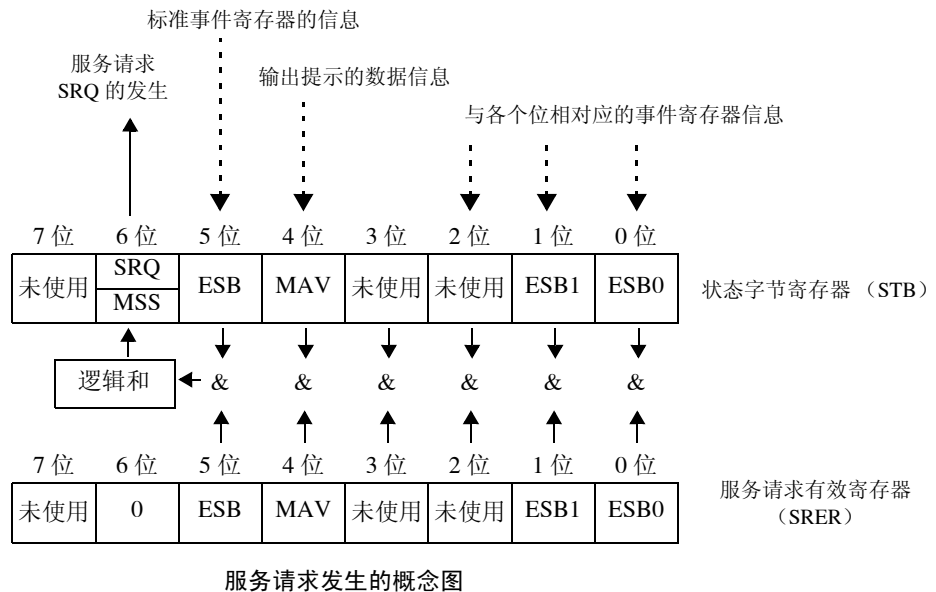 标准事件寄存器的信息
服务请求
SRQ 的发生
输出提示的数据信息
与各个位相对应的事件寄存器信息
7 位 6 位 5 位 4 位 3 位 2 位 1 位 0 位
未使用 SRQ MSS ESB MAV 未使用 未使用 ESB1 ESB0
状态字节寄存器 （STB）
逻辑和 & & & & & &
7 位 6 位 5 位 4 位 3 位 2 位 1 位 0 位
未使用 0 ESB MAV 未使用 未使用 ESB1 ESB0
服务请求有效寄存器
（SRER）
服务请求发生的概念图